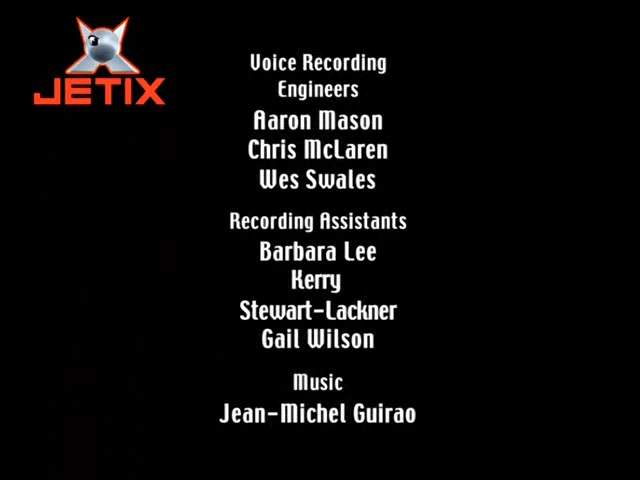 JETIX
Voice Recording
Engineers
Aaron Mason
Chris McLaren
Wes Swales
Recording Assistants
Barbara Lee
Kerry
Stewart-Lackner
Gail Wilson
Music
Jean-Michel Guirao